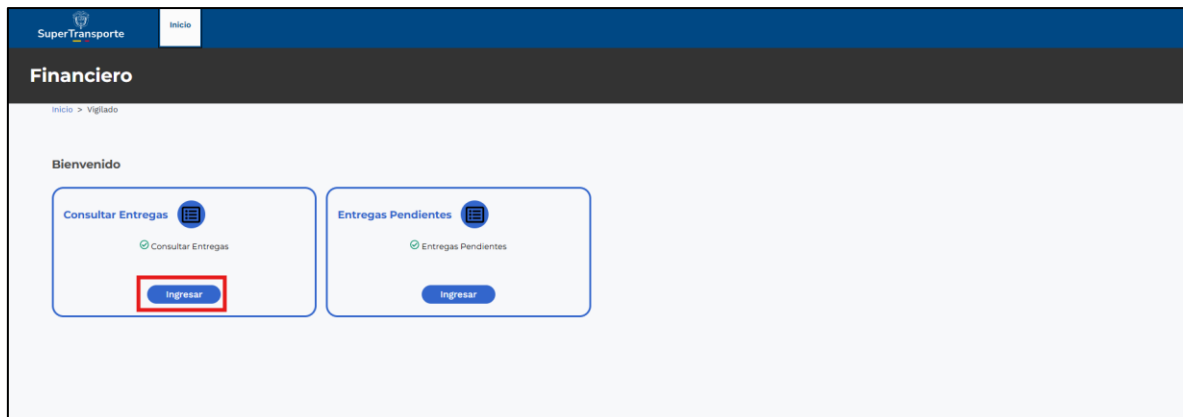 SuperTransporte
Inicio
Financiero
Inicio > Vigilado
Bienvenido
Consultar Entregas
Consultar Entregas
Ingresar
Entregas Pendientes
Entregas Pendientes
Ingresar